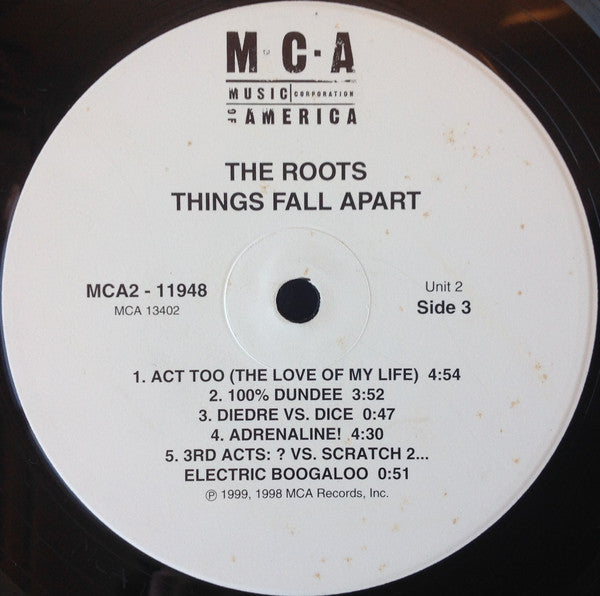 M·C·A
MUSIC CORPORATION
OF AMERICA
THE ROOTS
THINGS FALL APART
MCA2 - 11948
MCA 13402
Unit 2
Side 3
1. ACT TOO (THE LOVE OF MY LIFE) 4:54
2. 100% DUNDEE 3:52
3. DIEDRE VS. DICE 0:47
4. ADRENALINE! 4:30
5. 3RD ACTS: ? VS. SCRATCH 2...
ELECTRIC BOOGALOO 0:51
℗ 1999, 1998 MCA Records, Inc.